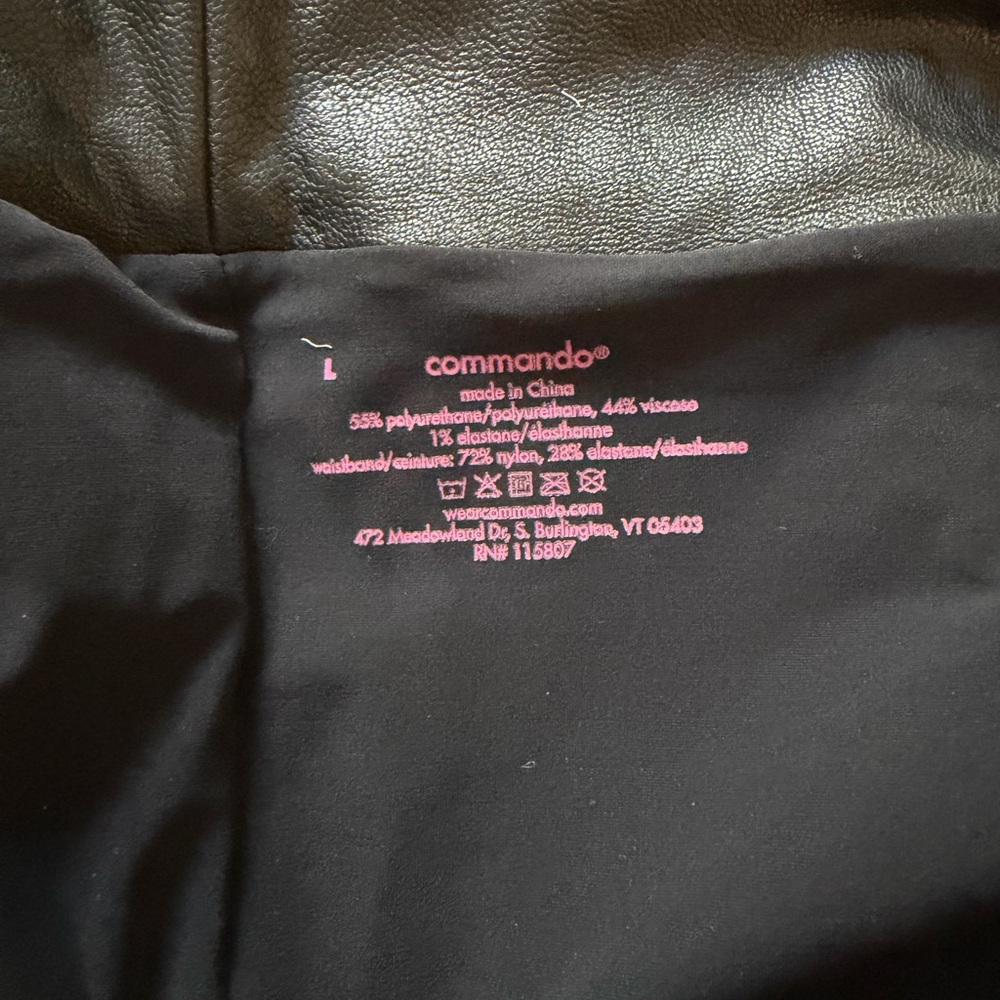 L
commando®
made in China
55% polyurethane/polyuréthane, 44% viscose
1% elastane/élasthanne
waistband/ceinture: 72% nylon, 28% elastane/élasthanne
wearcommando.com
472 Meadowland Dr, S. Burlington, VT 05403
RN# 115807